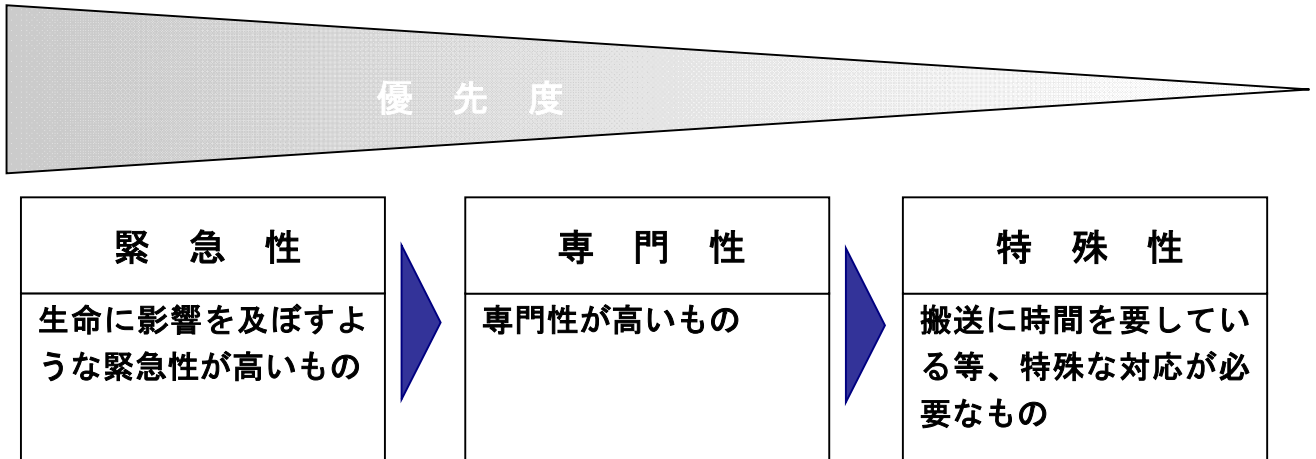 優先度
緊急性
専門性
特殊性
生命に影響を及ぼすよ
うな緊急性が高いもの
専門性が高いもの
搬送に時間を要してい
る等、特殊な対応が必
要なもの